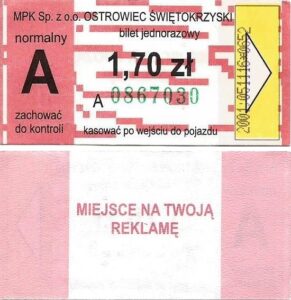 MPK Sp. z o.o. OSTROWIEC ŚWIĘTOKRZYSKI
normalny
bilet jednorazowy
A
1,70 zł
A 0867030
zachować
do kontroli
kasować po wejściu do pojazdu
MIEJSCE NA TWOJĄ
REKLAMĘ